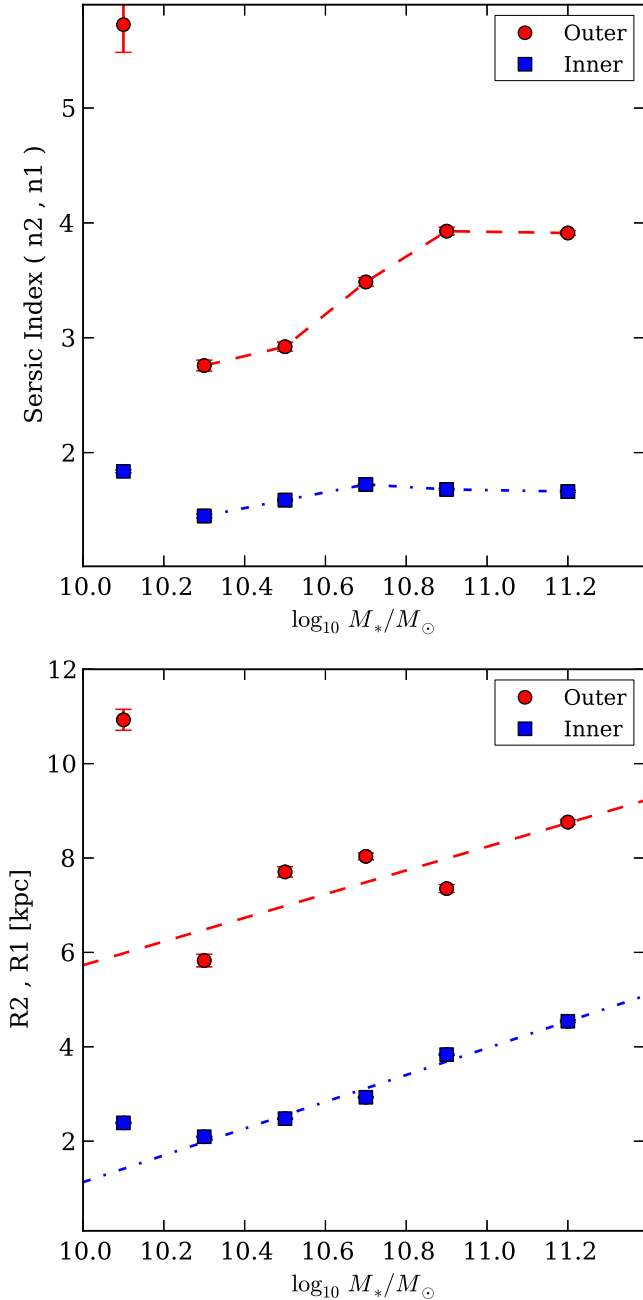 Outer
Inner
Sersic Index ( n2 , n1 )
5
4
3
2
10.0 10.2 10.4 10.6 10.8 11.0 11.2
log₁₀ M*/M⊙
12
10
8
6
4
2
Outer
Inner
R2 , R1 [kpc]
10.0 10.2 10.4 10.6 10.8 11.0 11.2
log₁₀ M*/M⊙